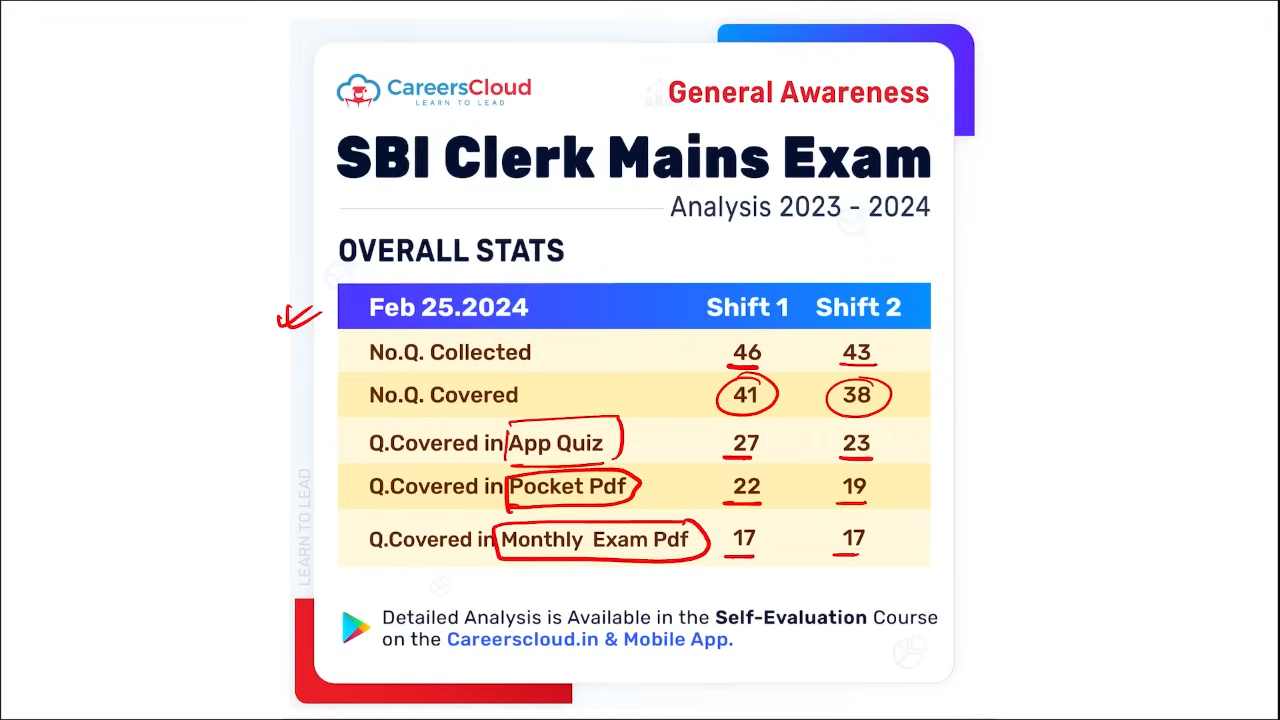 CareersCloud
LEARN TO LEAD
General Awareness
SBI Clerk Mains Exam
Analysis 2023 - 2024
OVERALL STATS
Feb 25.2024 Shift 1 Shift 2
No.Q. Collected 46 43
No.Q. Covered 41 38
Q.Covered in App Quiz 27 23
Q.Covered in Pocket Pdf 22 19
Q.Covered in Monthly Exam Pdf 17 17
LEARN TO LEAD
Detailed Analysis is Available in the Self-Evaluation Course
on the Careerscloud.in & Mobile App.